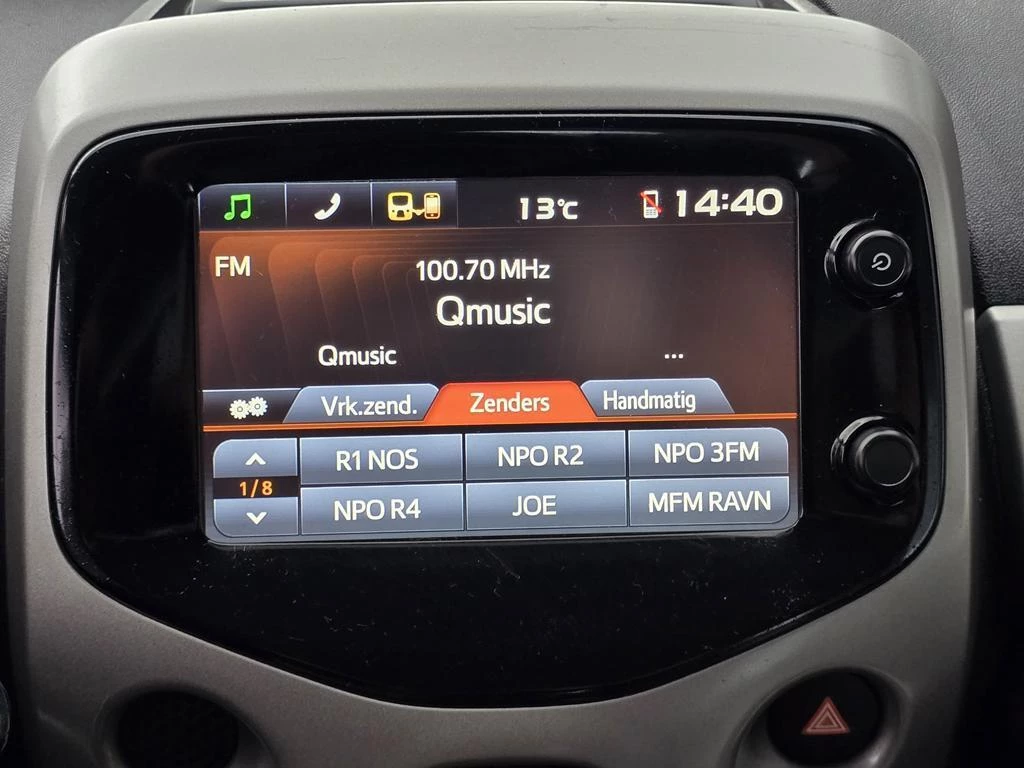 13°C 14:40
FM 100.70 MHz
Qmusic
Qmusic ...
Vrk.zend. Zenders Handmatig
R1 NOS NPO R2 NPO 3FM
1/8
NPO R4 JOE MFM RAVN